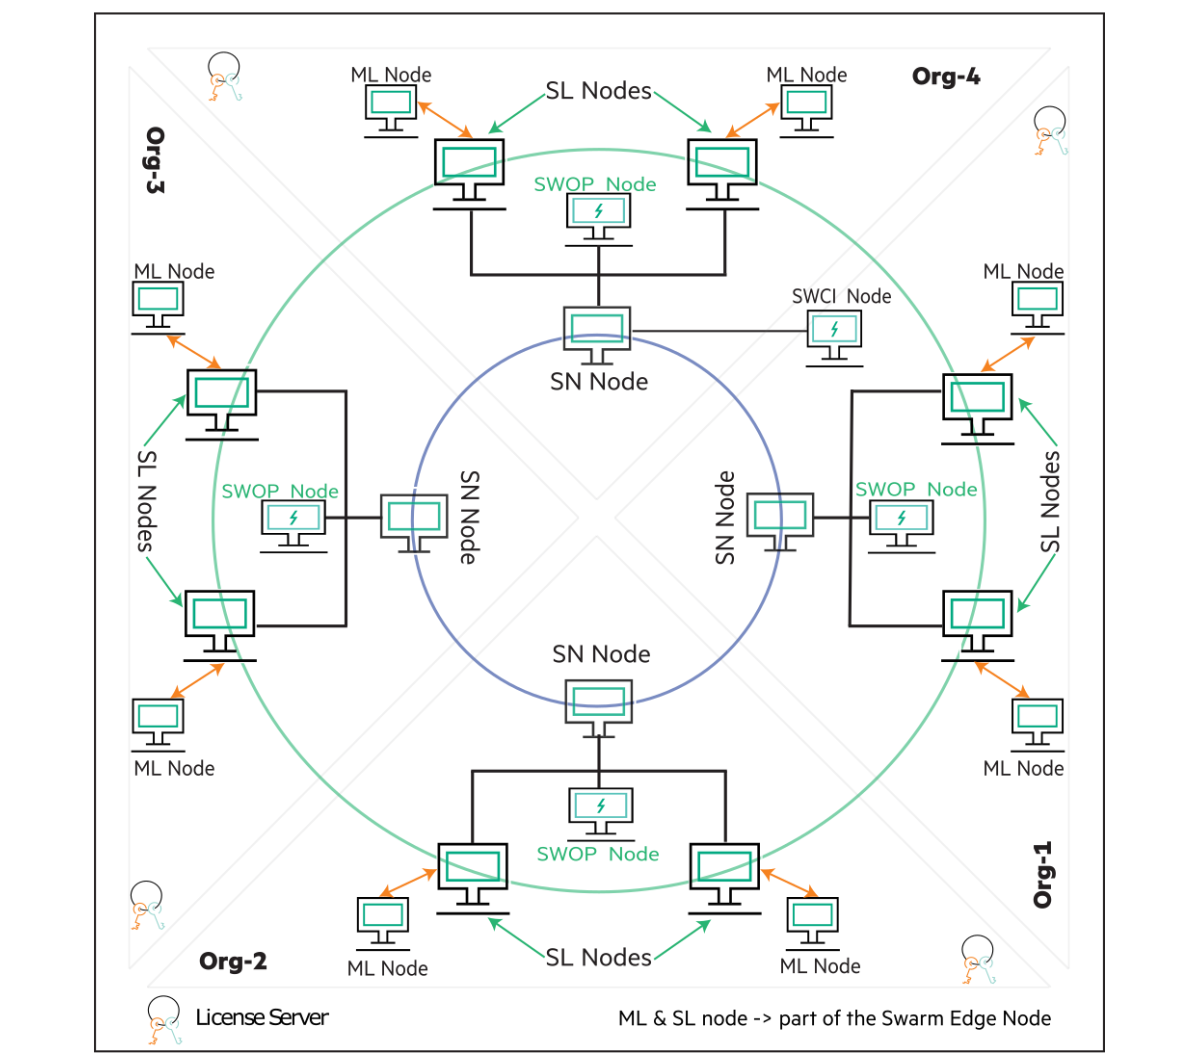 ML Node
SL Nodes
ML Node
Org-4
Org-3
SWOP Node
ML Node
ML Node
SWCI Node
SN Node
SL Nodes
SWOP Node
SN Node
SN Node
SWOP Node
SL Nodes
SN Node
ML Node
ML Node
SWOP Node
Org-1
Org-2
ML Node
SL Nodes
ML Node
License Server
ML & SL node -> part of the Swarm Edge Node